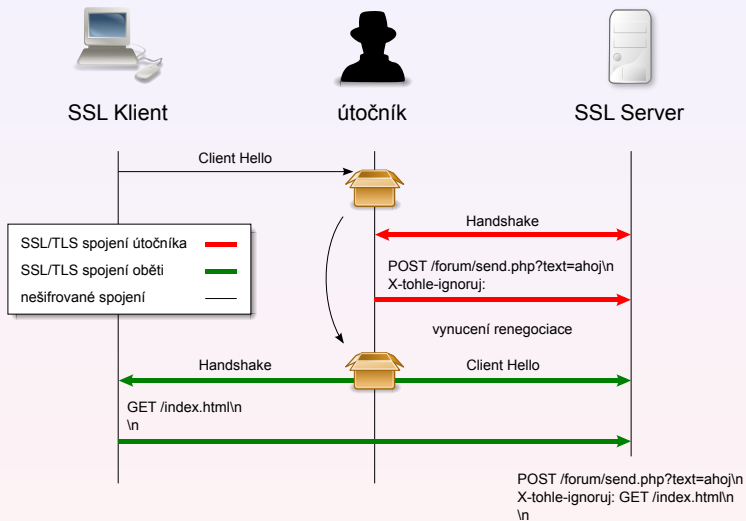 SSL Klient
útočník
SSL Server
Client Hello
Handshake
SSL/TLS spojení útočníka
SSL/TLS spojení oběti
nešifrované spojení
POST /forum/send.php?text=ahoj\n
X-tohle-ignoruj:
vynucení renegociace
Handshake
Client Hello
GET /index.html\n
\n
POST /forum/send.php?text=ahoj\n
X-tohle-ignoruj: GET /index.html\n
\n